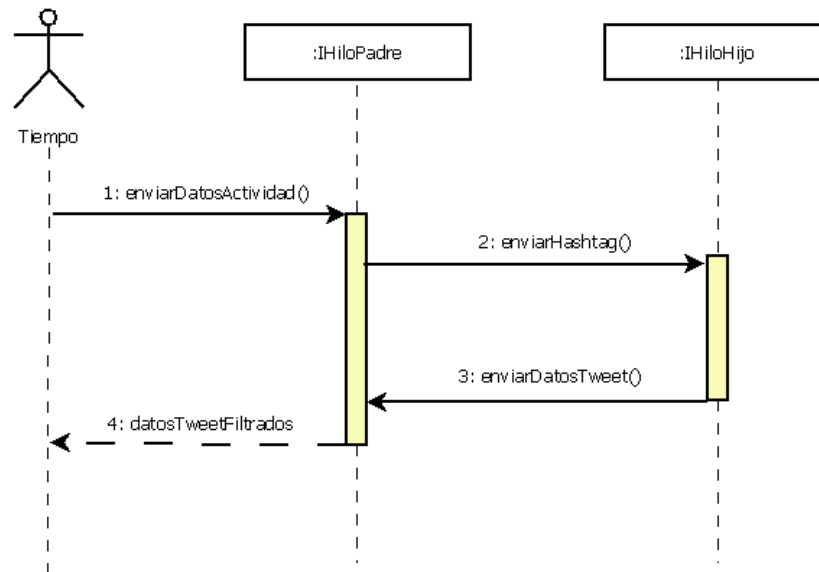 :IHiloPadre
:IHiloHijo
Tiempo
1: enviarDatosActividad()
2: enviarHashtag()
3: enviarDatosTweet()
4: datosTweetFiltrados